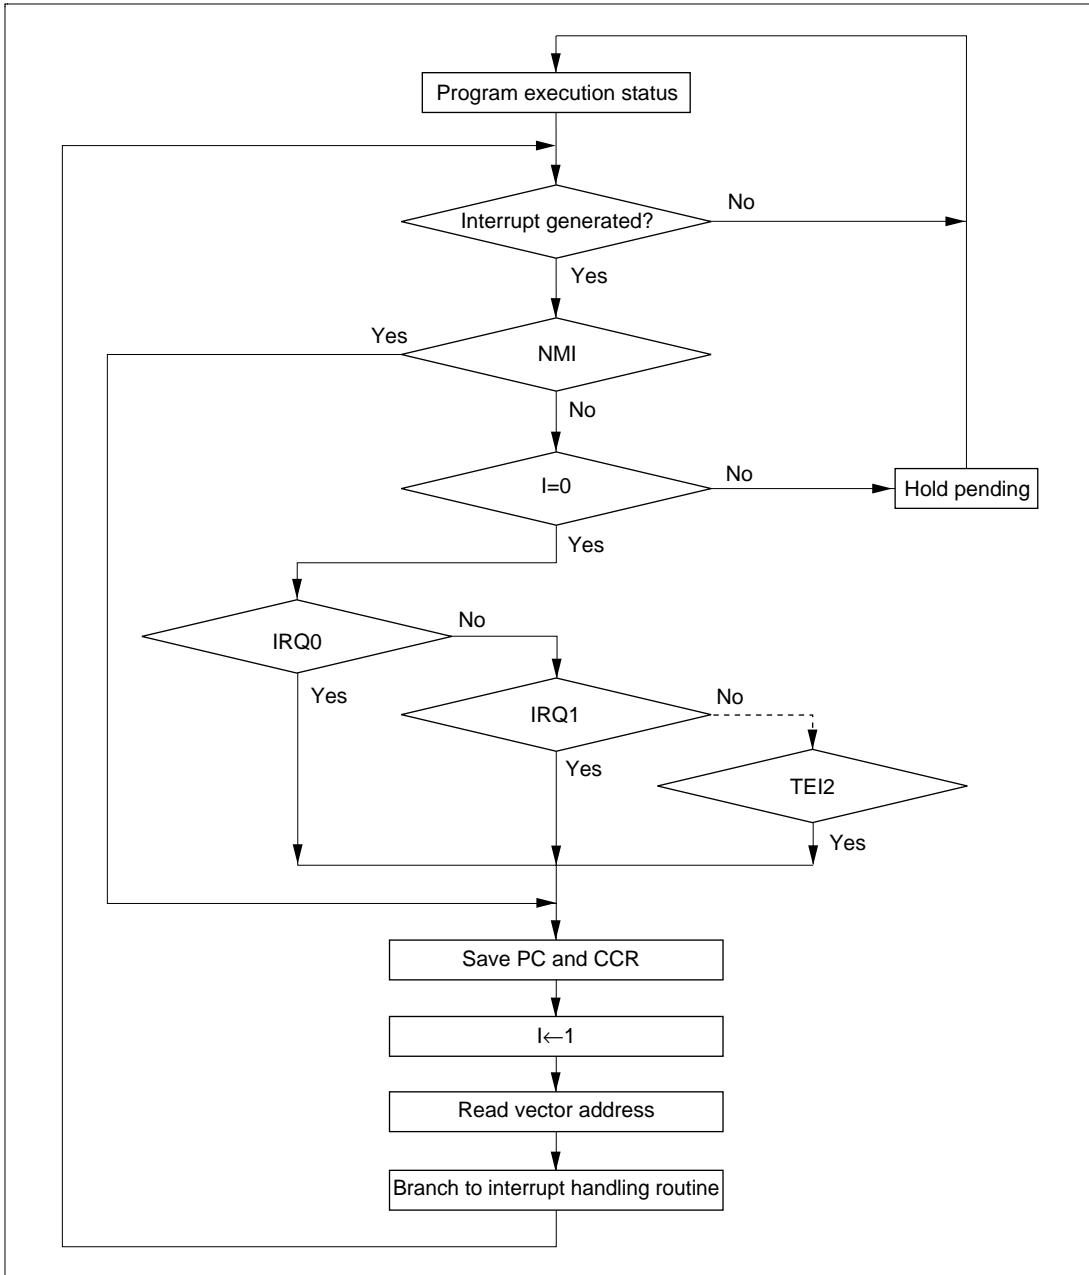 Program execution status
Interrupt generated?
No
Yes
Yes
NMI
No
I=0
No
Hold pending
Yes
IRQ0
No
Yes
IRQ1
No
Yes
TEI2
Yes
Save PC and CCR
I←1
Read vector address
Branch to interrupt handling routine